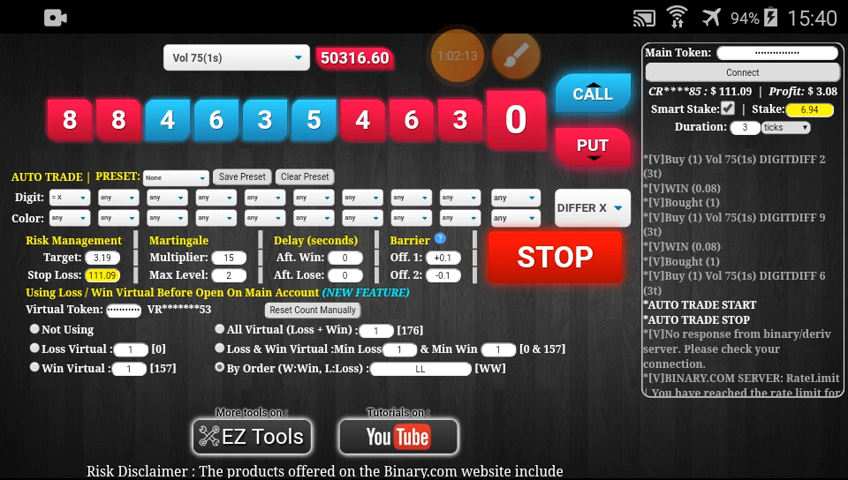 94% 15:40
Vol 75(1s) 50316.60 1:02:13
8 8 4 6 3 5 4 6 3 0
CALL
PUT
AUTO TRADE | PRESET: None Save Preset Clear Preset
Digit: = X any any any any any any any any any
Color: any any any any any any any any any any
DIFFER X
Risk Management Martingale Delay (seconds) Barrier ?
Target: 3.19 Multiplier: 15 Aft. Win: 0 Off. 1: +0.1
Stop Loss: 111.09 Max Level: 2 Aft. Loss: 0 Off. 2: -0.1
STOP
Using Loss / Win Virtual Before Open On Main Account (NEW FEATURE)
Virtual Token: ••••••••••• VR*******53 Reset Count Manually
Not Using All Virtual (Loss + Win) : 1 [176]
Loss Virtual : 1 [0] Loss & Win Virtual :Min Loss 1 & Min Win 1 [0 & 157]
Win Virtual : 1 [157] By Order (W:Win, L:Loss) : LL [WW]
More tools on :
EZ Tools
Tutorials on :
YouTube
Risk Disclaimer : The products offered on the Binary.com website include
Main Token: •••••••••••••••
Connect
CR****85 : $ 111.09 | Profit: $ 3.08
Smart Stake: | Stake: 6.94
Duration: 3 ticks
*[V]Buy (1) Vol 75(1s) DIGITDIFF 2
(3t)
*[V]WIN (0.08)
*[V]Bought (1)
*[V]Buy (1) Vol 75(1s) DIGITDIFF 9
(3t)
*[V]WIN (0.08)
*[V]Bought (1)
*[V]Buy (1) Vol 75(1s) DIGITDIFF 6
(3t)
*AUTO TRADE START
*AUTO TRADE STOP
*[V]No response from binary/deriv
server. Please check your
connection.
*[V]BINARY.COM SERVER: RateLimit
| You have reached the rate limit for